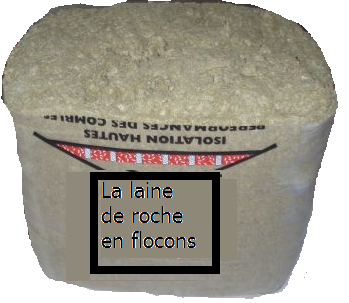 PERFORMANCES DES COMBLES
ISOLATION HAUTES
La laine
de roche
en flocons